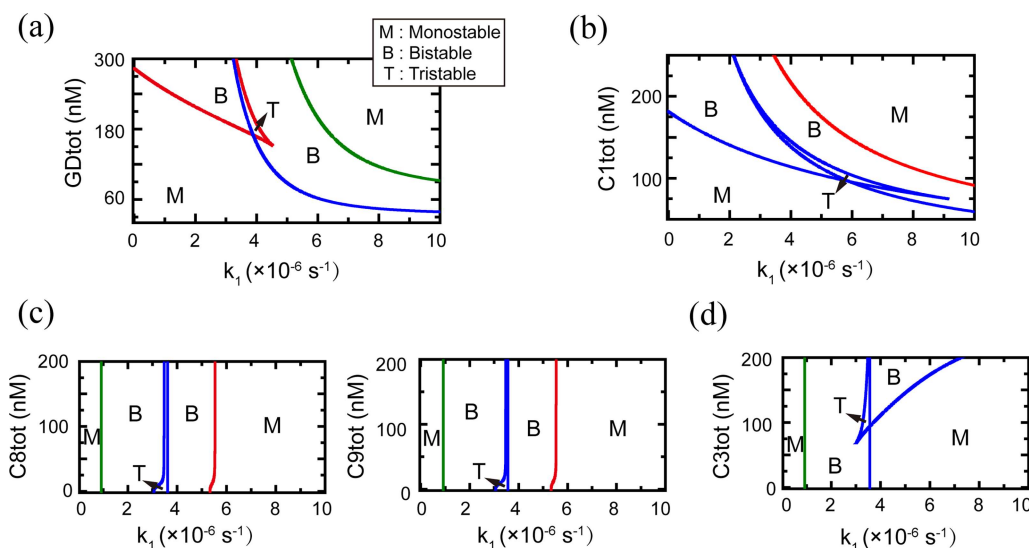 (a)
M : Monostable
B : Bistable
T : Tristable
300
180
60
GDtot (nM)
B
T
M
B
M
0 2 4 6 8 10
k₁ (×10⁻⁶ s⁻¹)
(b)
200
100
C1tot (nM)
B
B
M
M
T
0 2 4 6 8 10
k₁ (×10⁻⁶ s⁻¹)
(c)
200
100
0
C8tot (nM)
M
B
B
M
T
0 2 4 6 8 10
k₁ (×10⁻⁶ s⁻¹)
200
100
0
C9tot (nM)
M
B
B
M
T
0 2 4 6 8 10
k₁ (×10⁻⁶ s⁻¹)
(d)
200
100
0
C3tot (nM)
B
T
M
M
B
0 2 4 6 8 10
k₁ (×10⁻⁶ s⁻¹)